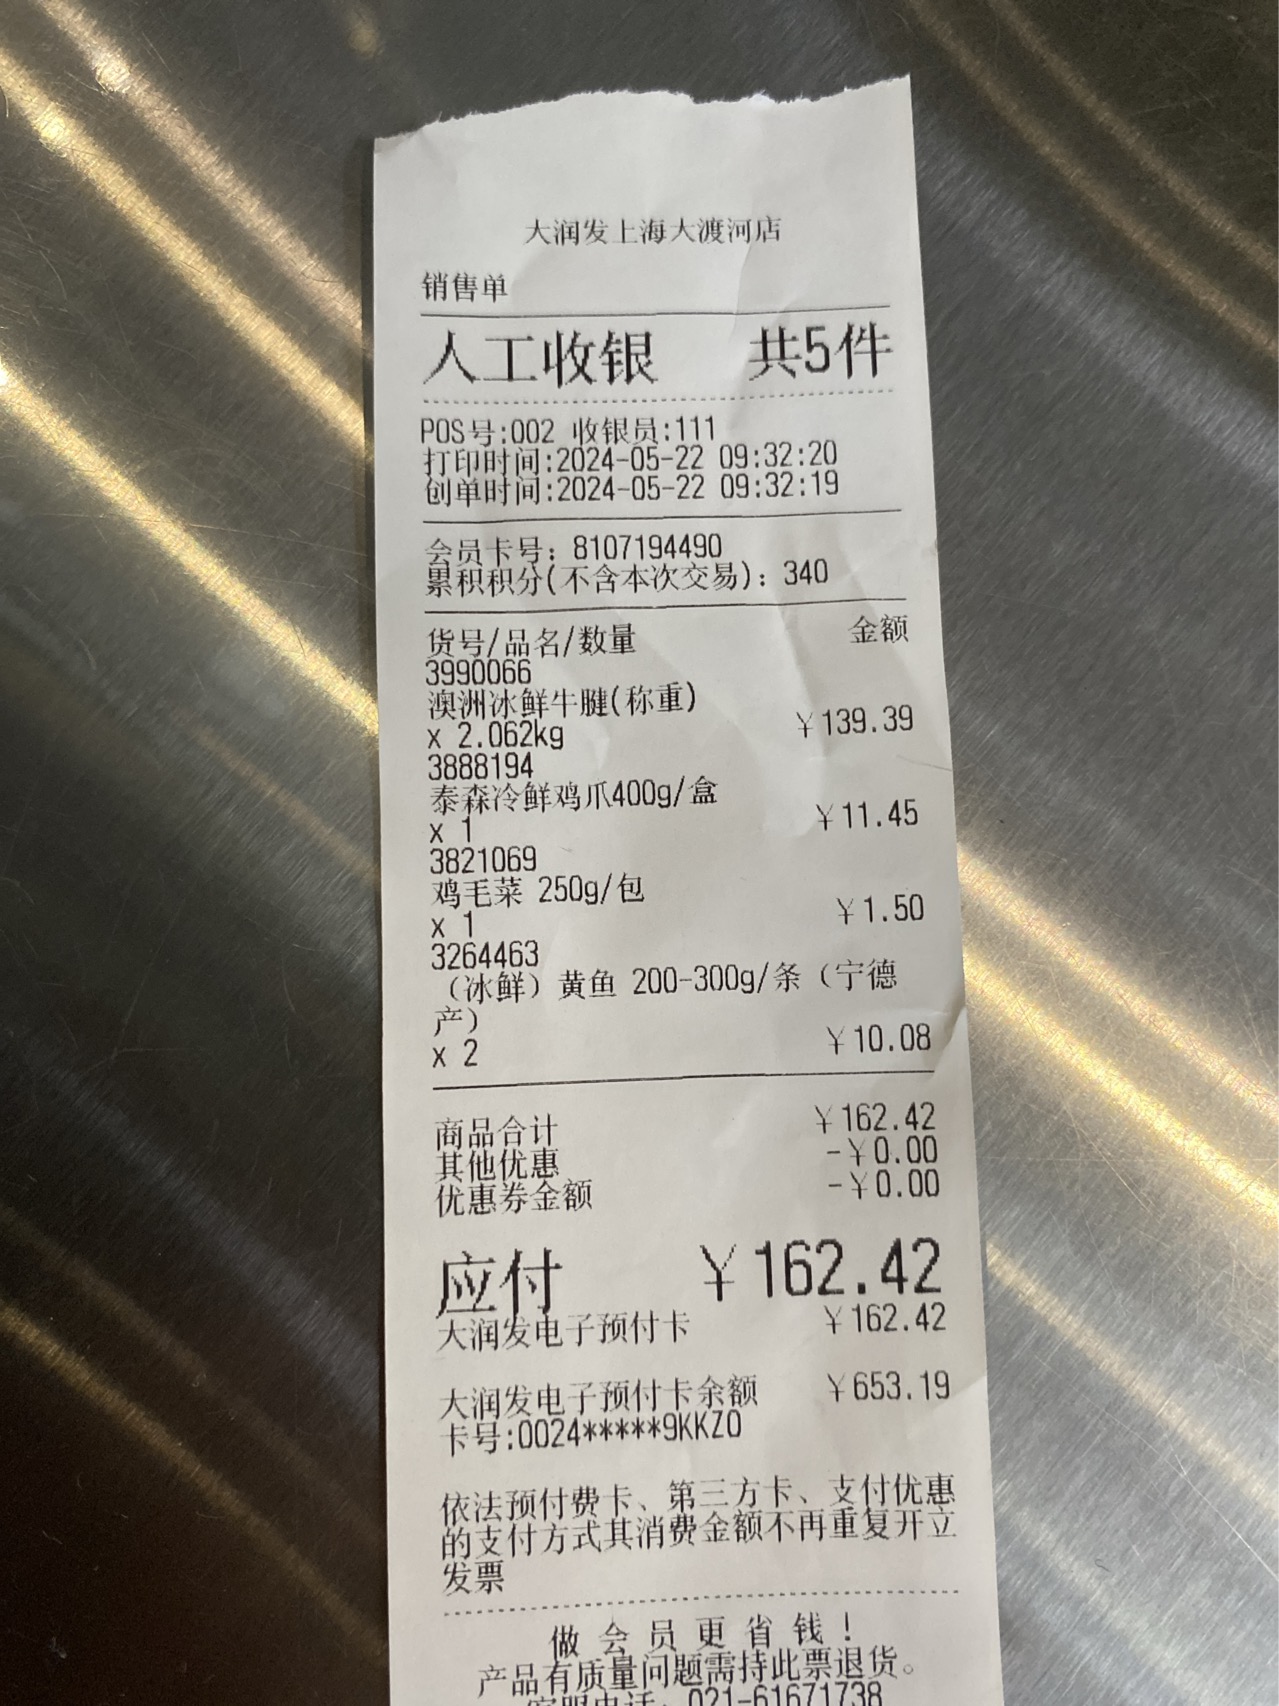 大润发上海大渡河店
销售单
人工收银 共5件
POS号:002 收银员:111
打印时间:2024-05-22 09:32:20
创单时间:2024-05-22 09:32:19
会员卡号: 8107194490
累积积分(不含本次交易): 340
货号/品名/数量 金额
3990066
澳洲冰鲜牛腱(称重)
x 2.062kg ￥139.39
3888194
泰森冷鲜鸡爪400g/盒
x 1 ￥11.45
3821069
鸡毛菜 250g/包
x 1 ￥1.50
3264463
（冰鲜）黄鱼 200-300g/条（宁德
产）
x 2 ￥10.08
商品合计 ￥162.42
其他优惠 -￥0.00
优惠券金额 -￥0.00
应付 ￥162.42
大润发电子预付卡 ￥162.42
大润发电子预付卡余额 ￥653.19
卡号:0024*****9KKZ0
依法预付费卡、第三方卡、支付优惠
的支付方式其消费金额不再重复开立
发票
做 会 员 更 省 钱 !
产品有质量问题需持此票退货。
客服电话: 021-61671738